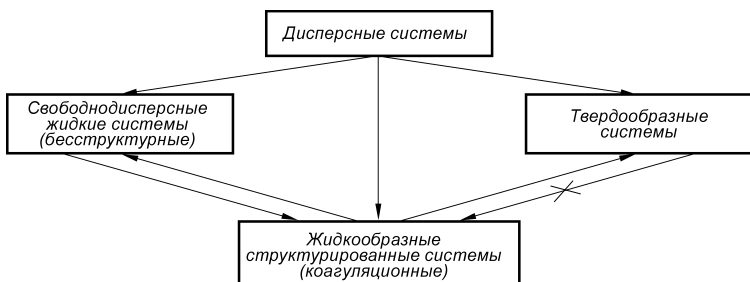 Дисперсные системы
Свободнодисперсные
жидкие системы
(бесструктурные)
Твердообразные
системы
Жидкообразные
структурированные системы
(коагуляционные)